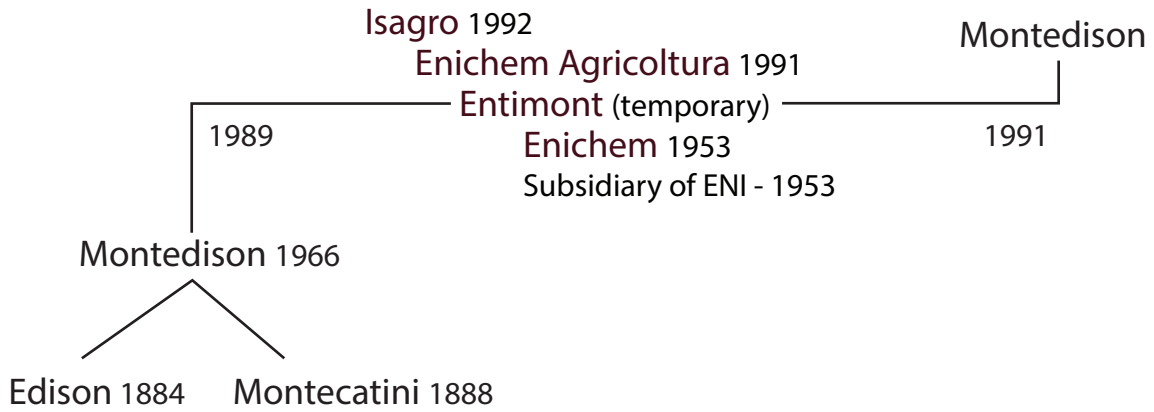 Isagro 1992
Montedison
Enichem Agricoltura 1991
Entimont (temporary)
1989
1991
Enichem 1953
Subsidiary of ENI - 1953
Montedison 1966
Edison 1884
Montecatini 1888